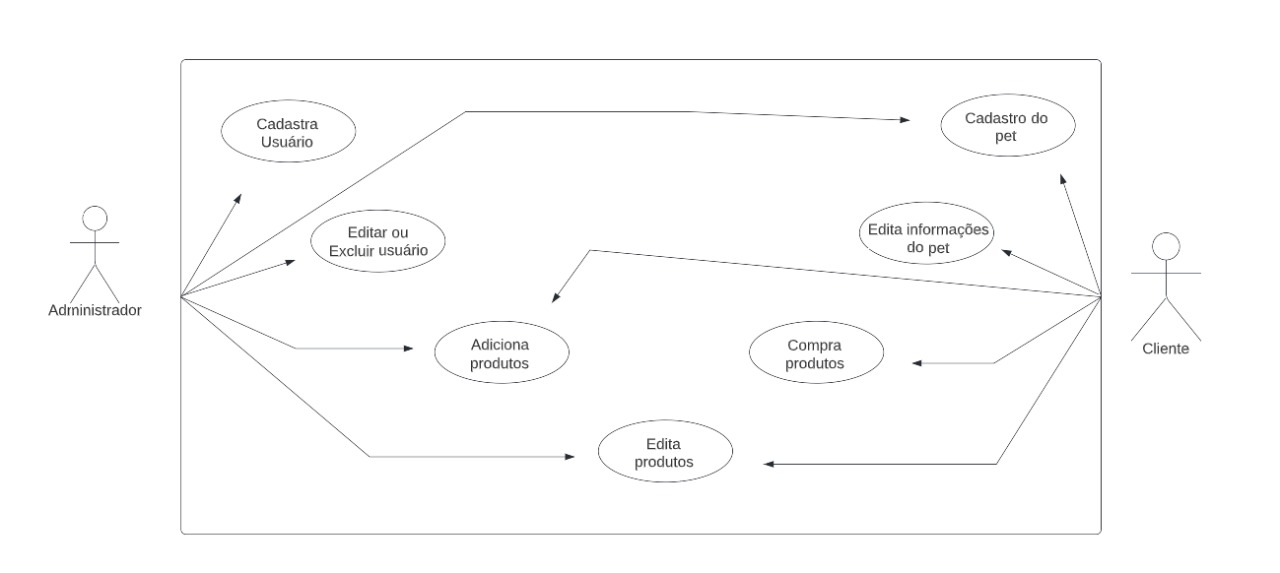 Cadastra
Usuário
Cadastro do
pet
Editar ou
Excluir usuário
Edita informações
do pet
Administrador
Cliente
Adiciona
produtos
Compra
produtos
Edita
produtos